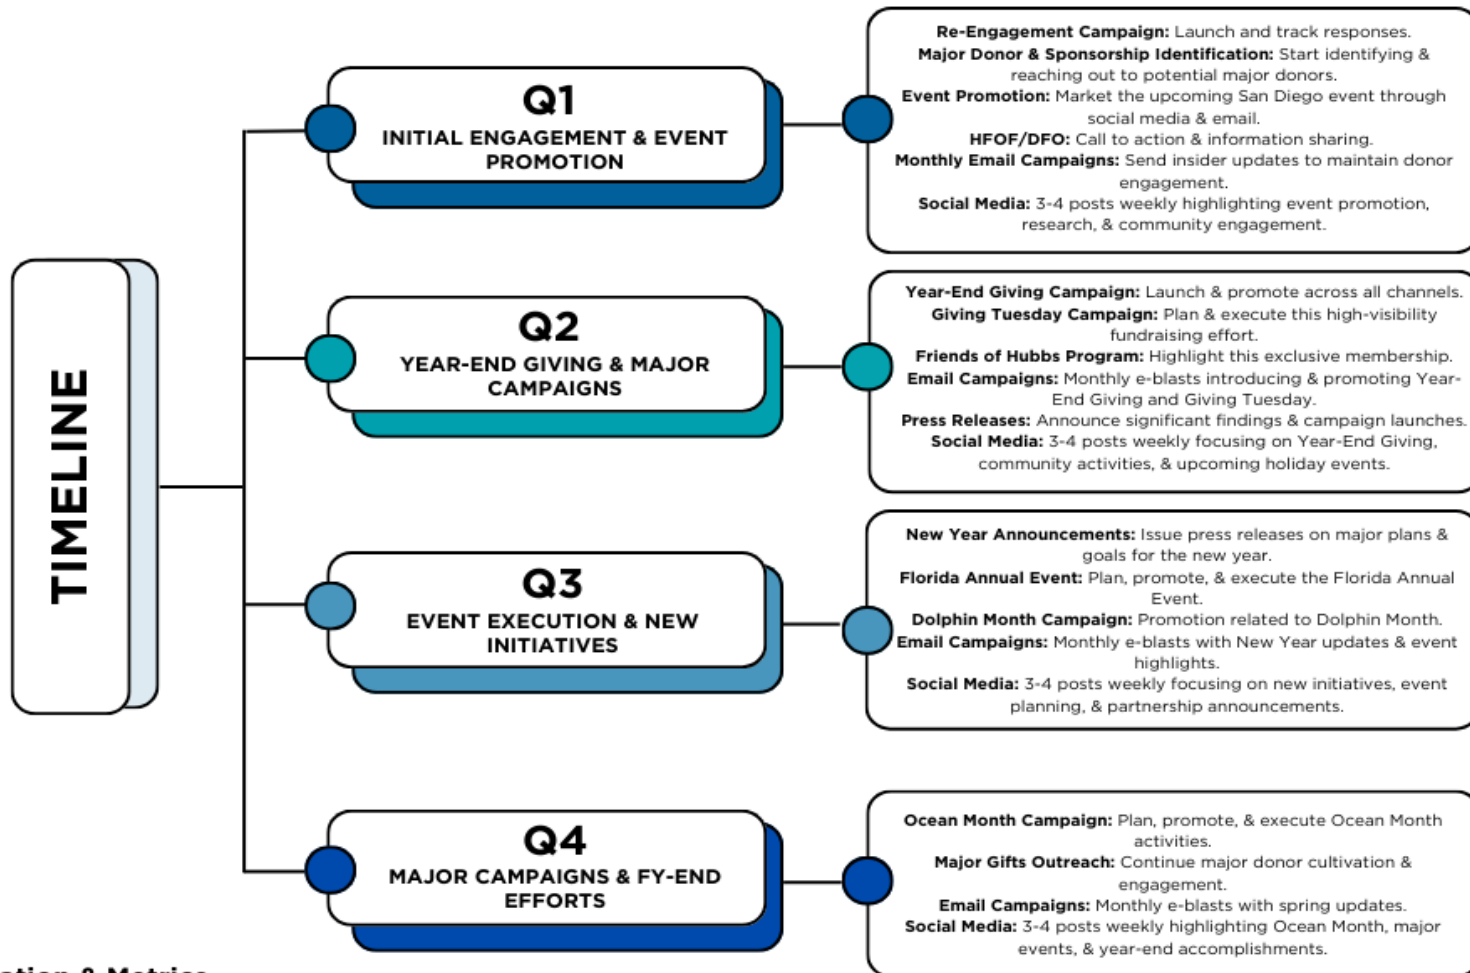 TIMELINE
Q1
INITIAL ENGAGEMENT & EVENT
PROMOTION
Re-Engagement Campaign: Launch and track responses.
Major Donor & Sponsorship Identification: Start identifying &
reaching out to potential major donors.
Event Promotion: Market the upcoming San Diego event through
social media & email.
HFOF/DFO: Call to action & information sharing.
Monthly Email Campaigns: Send insider updates to maintain donor
engagement.
Social Media: 3-4 posts weekly highlighting event promotion,
research, & community engagement.
Q2
YEAR-END GIVING & MAJOR
CAMPAIGNS
Year-End Giving Campaign: Launch & promote across all channels.
Giving Tuesday Campaign: Plan & execute this high-visibility
fundraising effort.
Friends of Hubbs Program: Highlight this exclusive membership.
Email Campaigns: Monthly e-blasts introducing & promoting Year-
End Giving and Giving Tuesday.
Press Releases: Announce significant findings & campaign launches.
Social Media: 3-4 posts weekly focusing on Year-End Giving,
community activities, & upcoming holiday events.
Q3
EVENT EXECUTION & NEW
INITIATIVES
New Year Announcements: Issue press releases on major plans &
goals for the new year.
Florida Annual Event: Plan, promote, & execute the Florida Annual
Event.
Dolphin Month Campaign: Promotion related to Dolphin Month.
Email Campaigns: Monthly e-blasts with New Year updates & event
highlights.
Social Media: 3-4 posts weekly focusing on new initiatives, event
planning, & partnership announcements.
Q4
MAJOR CAMPAIGNS & FY-END
EFFORTS
Ocean Month Campaign: Plan, promote, & execute Ocean Month
activities.
Major Gifts Outreach: Continue major donor cultivation &
engagement.
Email Campaigns: Monthly e-blasts with spring updates.
Social Media: 3-4 posts weekly highlighting Ocean Month, major
events, & year-end accomplishments.
& Metrics